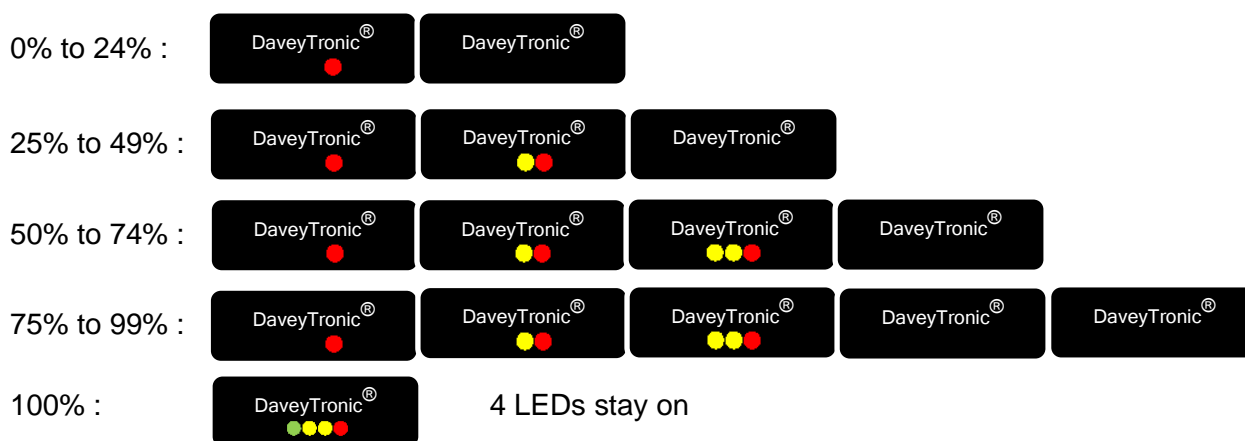 0% to 24% : DaveyTronic® DaveyTronic®
25% to 49% : DaveyTronic® DaveyTronic® DaveyTronic®
50% to 74% : DaveyTronic® DaveyTronic® DaveyTronic® DaveyTronic®
75% to 99% : DaveyTronic® DaveyTronic® DaveyTronic® DaveyTronic® DaveyTronic®
100% : DaveyTronic® 4 LEDs stay on